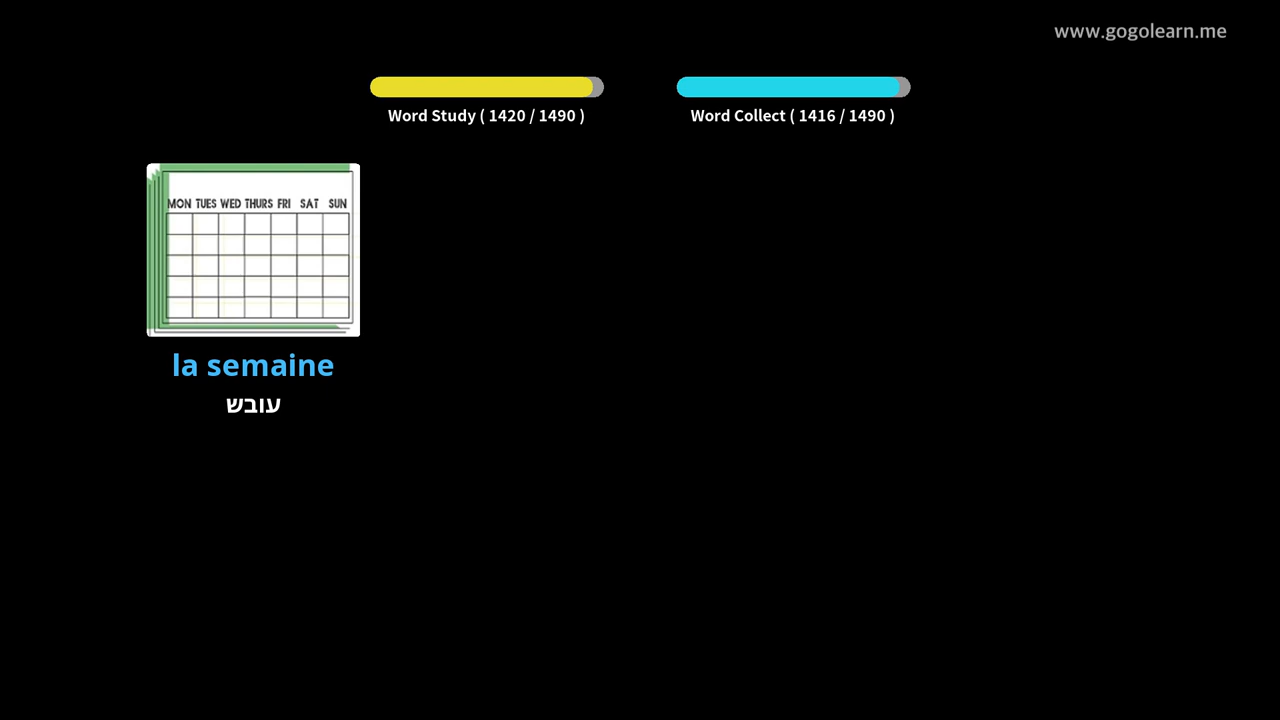 www.gogolearn.me
Word Study ( 1420 / 1490 )
Word Collect ( 1416 / 1490 )
MON TUES WED THURS FRI SAT SUN
la semaine
עובש